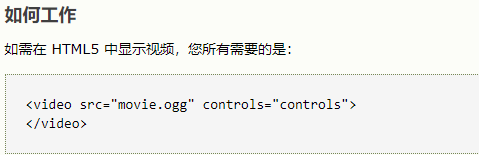 如何工作
如需在 HTML5 中显示视频，您所有需要的是：
<video src="movie.ogg" controls="controls">
</video>